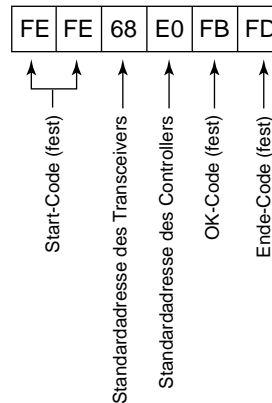 FE FE 68 E0 FB FD
Start-Code (fest)
Standardadresse des Transceivers
Standardadresse des Controllers
OK-Code (fest)
Ende-Code (fest)